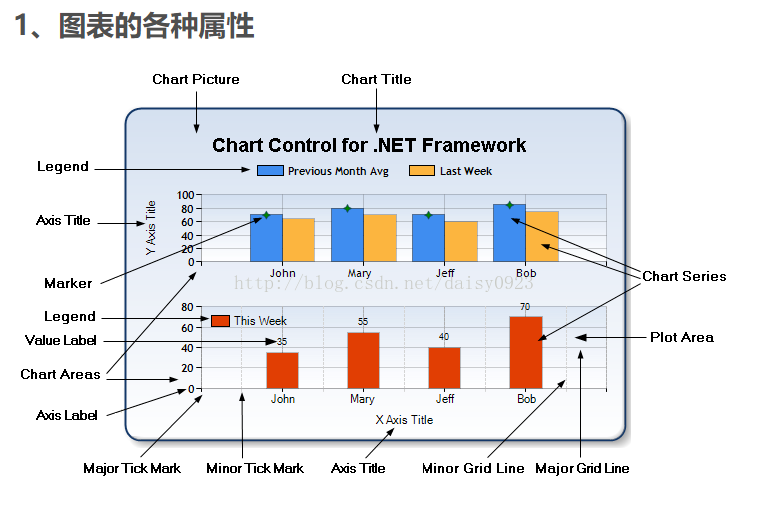 1、图表的各种属性
Chart Picture
Chart Title
Chart Control for .NET Framework
Legend
Previous Month Avg
Last Week
Axis Title
Y Axis Title
100
80
60
40
20
0
John
Mary
Jeff
Bob
Marker
http://blog.csdn.net/daisy0923
Chart Series
Legend
This Week
Value Label
80
60
40
20
0
35
55
40
70
Plot Area
Chart Areas
Axis Label
John
Mary
Jeff
Bob
X Axis Title
Major Tick Mark
Minor Tick Mark
Axis Title
Minor Grid Line
Major Grid Line